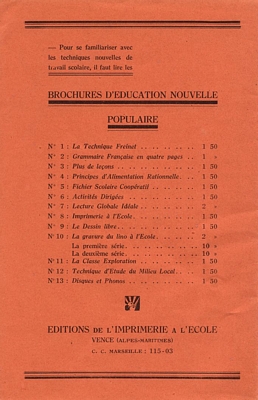 — Pour se familiariser avec
les techniques nouvelles de
travail scolaire, il faut lire les
BROCHURES D'EDUCATION NOUVELLE
POPULAIRE
N° 1 : La Technique Freinet . . . . . . . . . . 1 50
N° 2 : Grammaire Française en quatre pages . . 1 »
N° 3 : Plus de leçons . . . . . . . . . . 1 50
N° 4 : Principes d'Alimentation Rationnelle . . . 1 50
N° 5 : Fichier Scolaire Coopératif . . . . . . 1 50
N° 6 : Activités Dirigées . . . . . . . . . . 1 50
N° 7 : Lecture Globale Idéale . . . . . . . . 2 »
N° 8 : Imprimerie à l'Ecole . . . . . . . . . 1 50
N° 9 : Le Dessin libre . . . . . . . . . . 1 50
N° 10 : La gravure du lino à l'Ecole . . . . . . 2 »
La première série . . . . . . . . . . 10 »
La deuxième série . . . . . . . . . . 10 »
N° 11 : La Classe Exploration . . . . . . . . 1 50
N° 12 : Technique d'Etude du Milieu Local . . . . 1 50
N° 13 : Disques et Phonos . . . . . . . . . . 1 50
EDITIONS DE L'IMPRIMERIE A L'ECOLE
VENCE (ALPES-MARITIMES)
C. C. MARSEILLE : 115-03